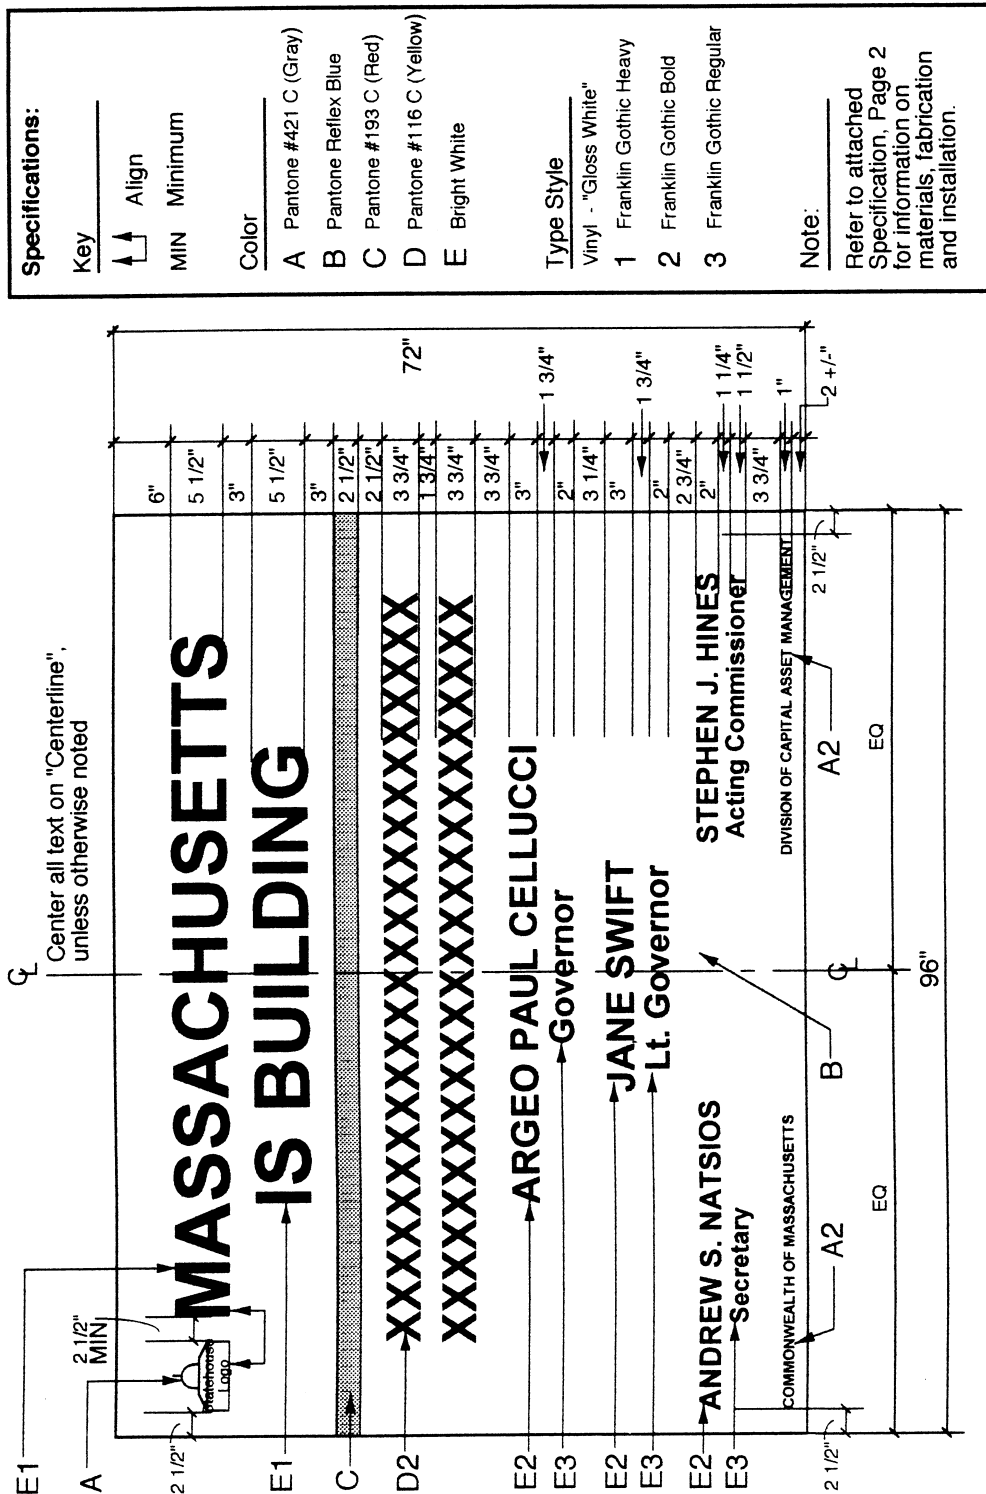 Center all text on "Centerline",
unless otherwise noted
CL
E1
A
2 1/2"
2 1/2"
MIN
Statehouse
Logo
MASSACHUSETTS
E1
IS BUILDING
C
D2
XXXXXXXXXXXXXXXXXXXXXX
XXXXXXXXXXXXXXXXXXXXXX
E2
ARGEO PAUL CELLUCCI
E3
Governor
E2
JANE SWIFT
E3
Lt. Governor
E2
ANDREW S. NATSIOS
STEPHEN J. HINES
E3
Secretary
Acting Commissioner
COMMONWEALTH OF MASSACHUSETTS
DIVISION OF CAPITAL ASSET MANAGEMENT
2 1/2"
A2
B
CL
A2
2 1/2"
EQ
EQ
96"
6"
5 1/2"
3"
5 1/2"
3"
2 1/2"
2 1/2"
3 3/4"
1 3/4"
3 3/4"
3 3/4"
3"
1 3/4"
2"
3 1/4"
3"
1 3/4"
2"
2 3/4"
2"
1 1/4"
1 1/2"
3 3/4"
1"
2 +/-"
72"
Specifications:
Key
Align
MIN Minimum
Color
A Pantone #421 C (Gray)
B Pantone Reflex Blue
C Pantone #193 C (Red)
D Pantone #116 C (Yellow)
E Bright White
Type Style
Vinyl - "Gloss White"
1 Franklin Gothic Heavy
2 Franklin Gothic Bold
3 Franklin Gothic Regular
Note:
Refer to attached
Specification, Page 2
for information on
materials, fabrication
and installation.